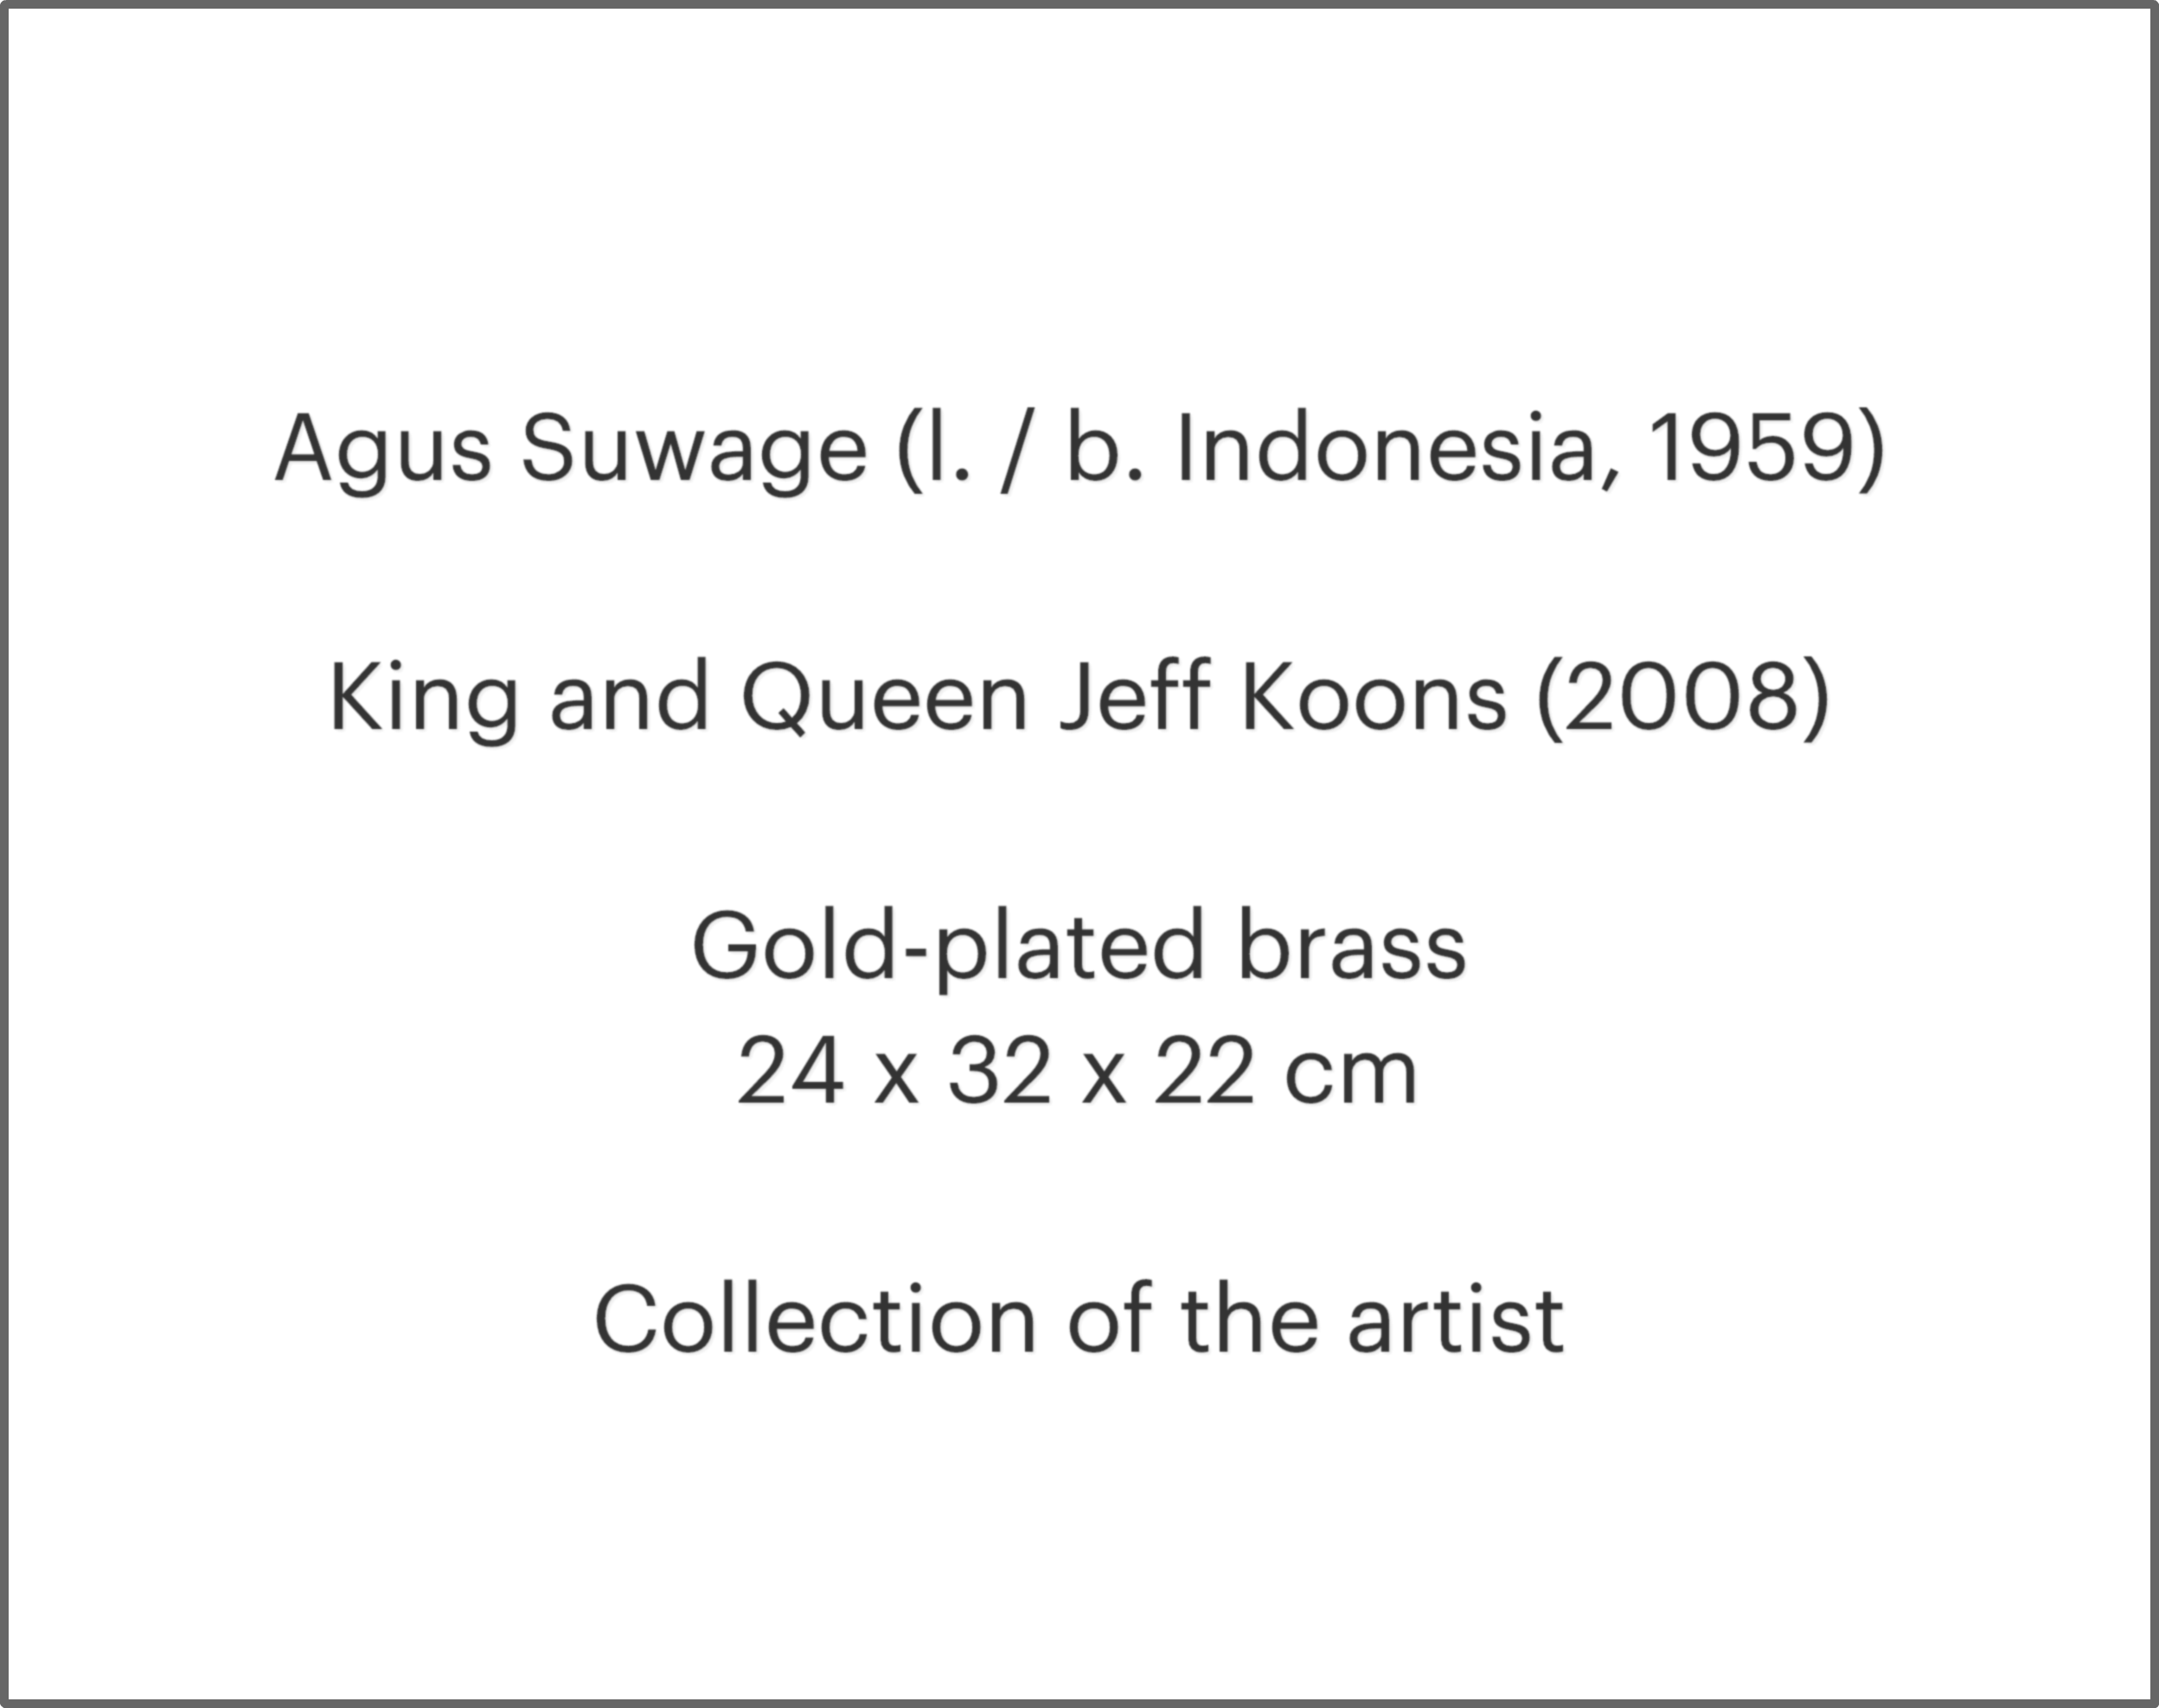 Agus Suwage (l. / b. Indonesia, 1959)
King and Queen Jeff Koons (2008)
Gold-plated brass
24 x 32 x 22 cm
Collection of the artist